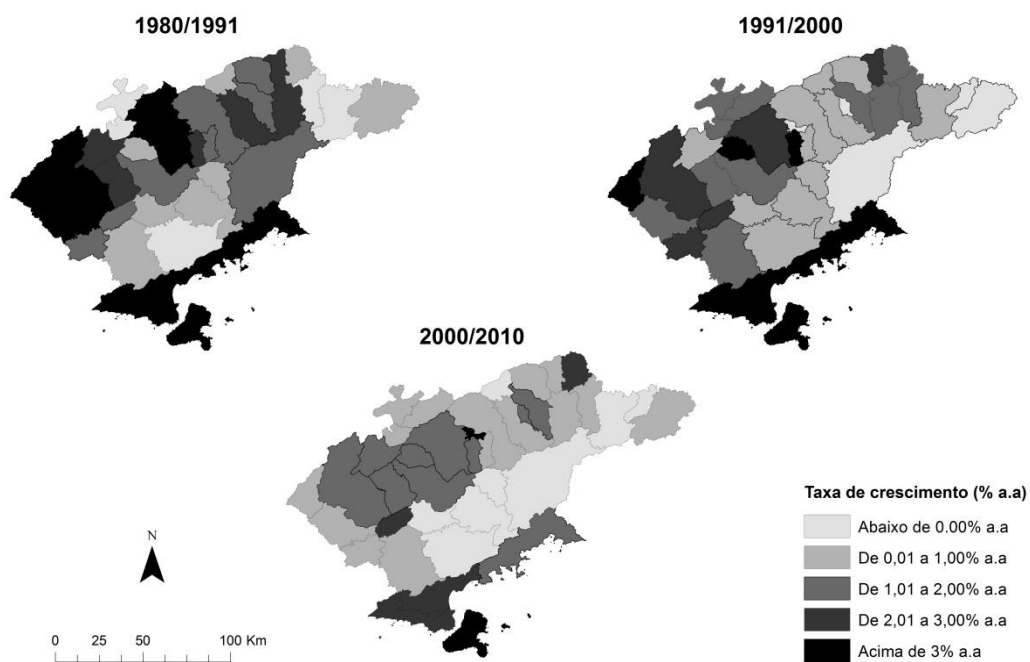 1980/1991
1991/2000
2000/2010
Taxa de crescimento (% a.a)
Abaixo de 0.00% a.a
De 0,01 a 1,00% a.a
De 1,01 a 2,00% a.a
De 2,01 a 3,00% a.a
Acima de 3% a.a
N
0 25 50 100 Km